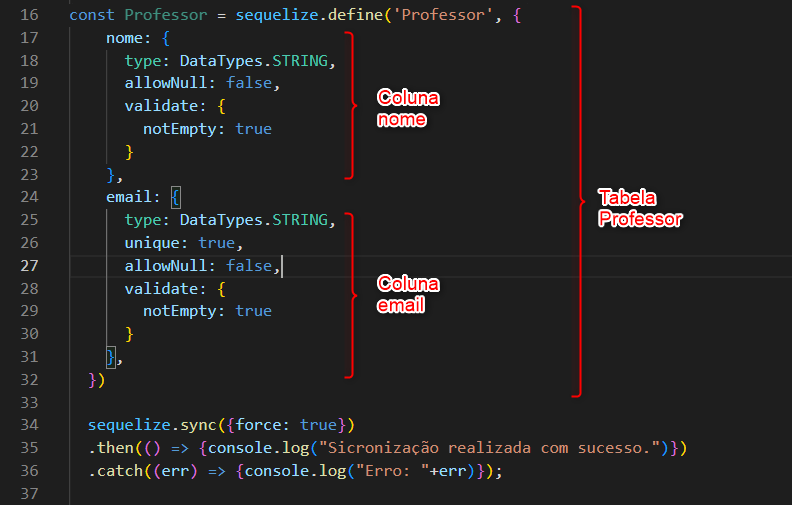 16 const Professor = sequelize.define('Professor', {
17 nome: {
18 type: DataTypes.STRING,
19 allowNull: false,
20 validate: {
21 notEmpty: true
22 }
23 },
24 email: {
25 type: DataTypes.STRING,
26 unique: true,
27 allowNull: false,
28 validate: {
29 notEmpty: true
30 }
31 },
32 })
33
34 sequelize.sync({force: true})
35 .then(() => {console.log("Sicronização realizada com sucesso.")})
36 .catch((err) => {console.log("Erro: "+err)});
37
Coluna
nome
Coluna
email
Tabela
Professor